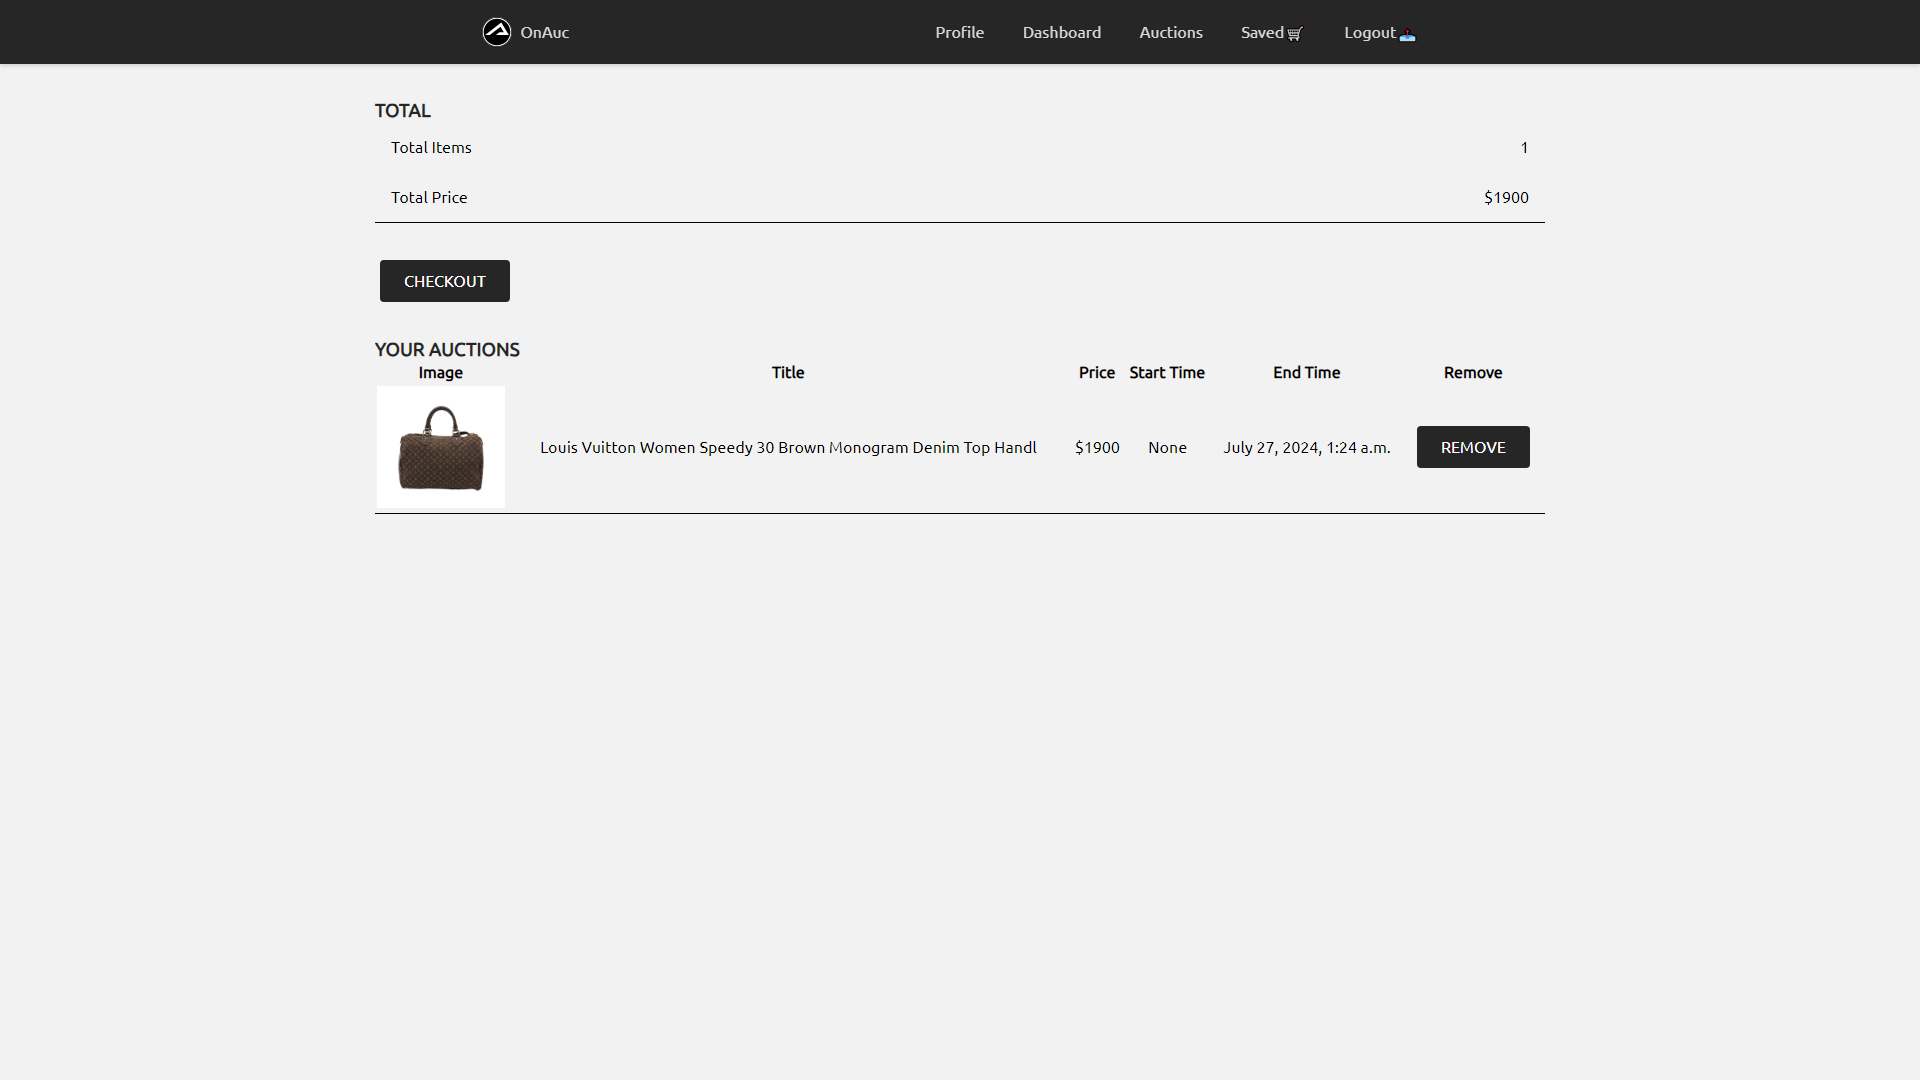 OnAuc
Profile Dashboard Auctions Saved Logout
TOTAL
Total Items 1
Total Price $1900
CHECKOUT
YOUR AUCTIONS
Image Title Price Start Time End Time Remove
Louis Vuitton Women Speedy 30 Brown Monogram Denim Top Handl $1900 None July 27, 2024, 1:24 a.m. REMOVE